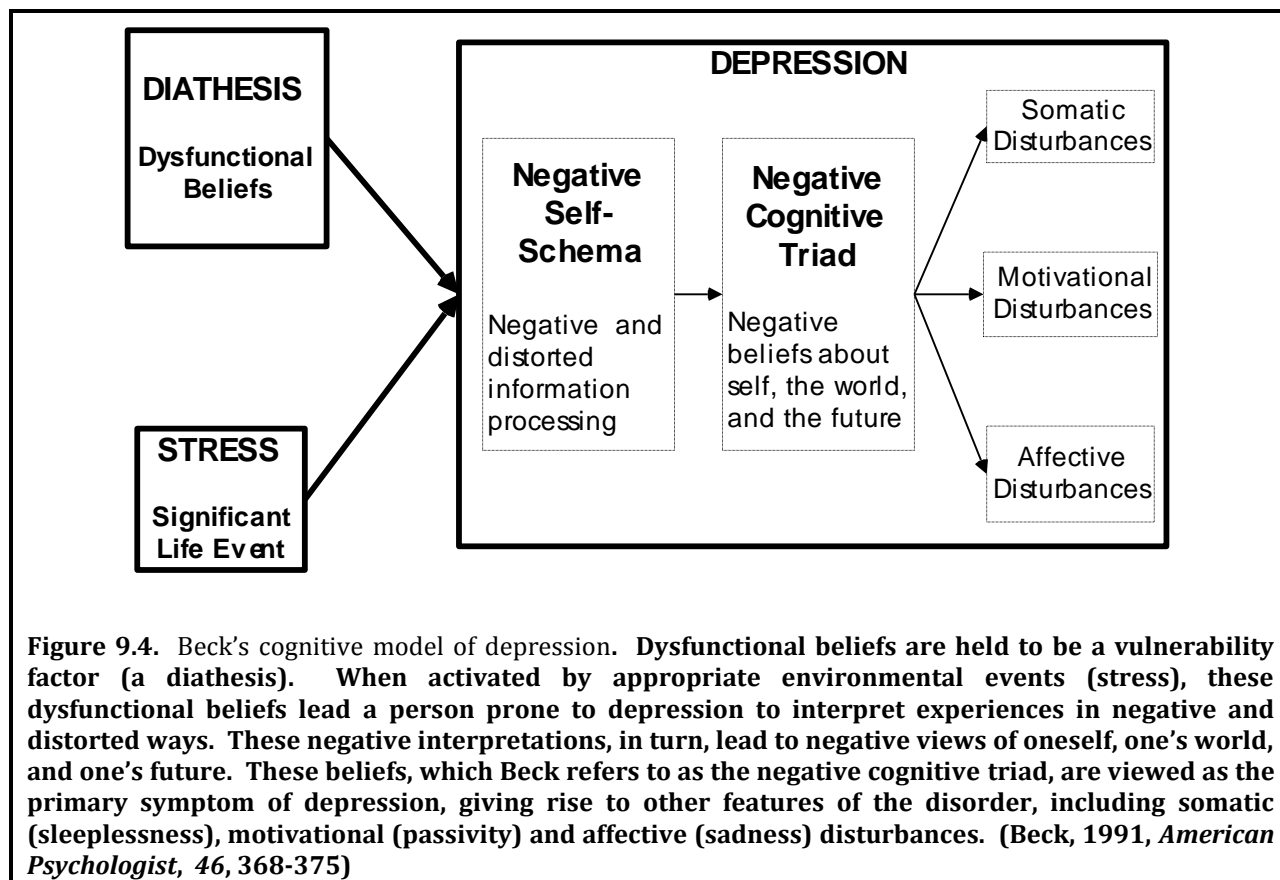 DEPRESSION
DIATHESIS
Dysfunctional
Beliefs
STRESS
Significant
Life Event
Negative
Self-
Schema
Negative and
distorted
information
processing
Negative
Cognitive
Triad
Negative
beliefs about
self, the world,
and the future
Somatic
Disturbances
Motivational
Disturbances
Affective
Disturbances
Figure 9.4. Beck’s cognitive model of depression. Dysfunctional beliefs are held to be a vulnerability
factor (a diathesis). When activated by appropriate environmental events (stress), these
dysfunctional beliefs lead a person prone to depression to interpret experiences in negative and
distorted ways. These negative interpretations, in turn, lead to negative views of oneself, one’s world,
and one’s future. These beliefs, which Beck refers to as the negative cognitive triad, are viewed as the
primary symptom of depression, giving rise to other features of the disorder, including somatic
(sleeplessness), motivational (passivity) and affective (sadness) disturbances. (Beck, 1991, American
Psychologist, 46, 368-375)